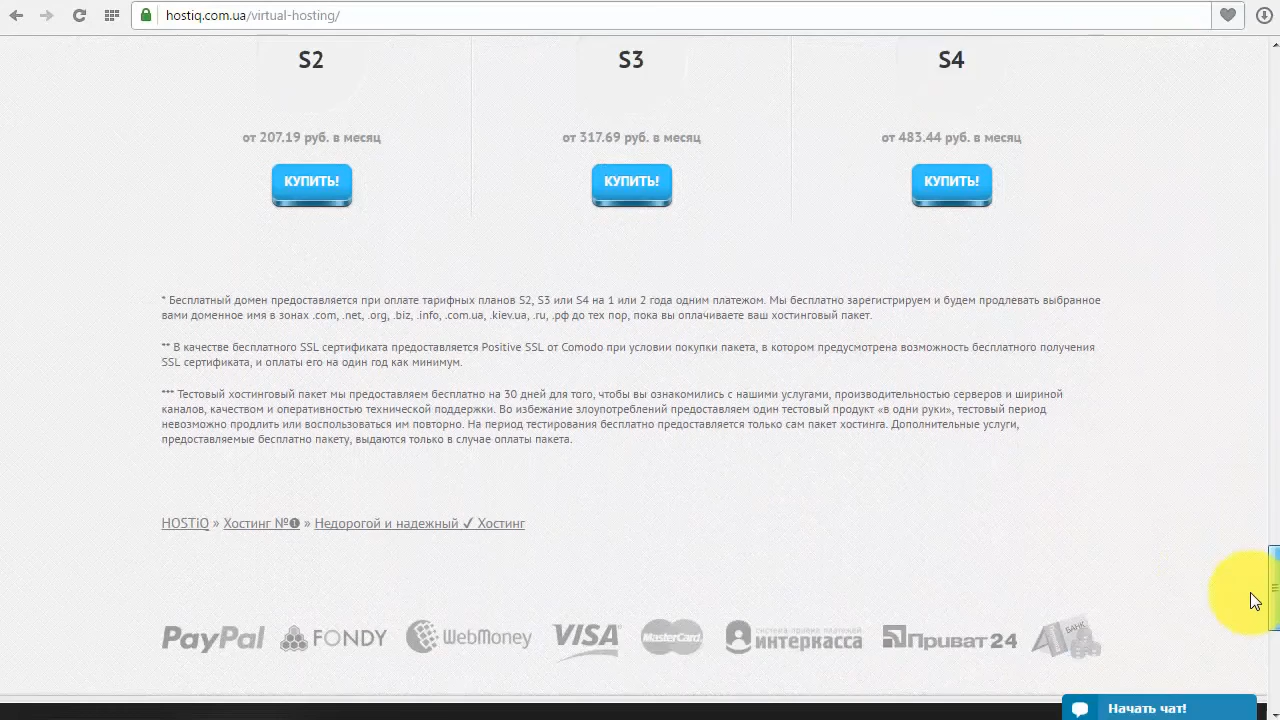 hostiq.com.ua/virtual-hosting/
S2 S3 S4
от 207.19 руб. в месяц от 317.69 руб. в месяц от 483.44 руб. в месяц
КУПИТЬ! КУПИТЬ! КУПИТЬ!
* Бесплатный домен предоставляется при оплате тарифных планов S2, S3 или S4 на 1 или 2 года одним платежом. Мы бесплатно зарегистрируем и будем продлевать выбранное
вами доменное имя в зонах .com, .net, .org, .biz, .info, .com.ua, .kiev.ua, .ru, .рф до тех пор, пока вы оплачиваете ваш хостинговый пакет.
** В качестве бесплатного SSL сертификата предоставляется Positive SSL от Comodo при условии покупки пакета, в котором предусмотрена возможность бесплатного получения
SSL сертификата, и оплаты его на один год как минимум.
*** Тестовый хостинговый пакет мы предоставляем бесплатно на 30 дней для того, чтобы вы ознакомились с нашими услугами, производительностью серверов и шириной
каналов, качеством и оперативностью технической поддержки. Во избежание злоупотреблений предоставляем один тестовый продукт «в одни руки», тестовый период
невозможно продлить или воспользоваться им повторно. На период тестирования бесплатно предоставляется только сам пакет хостинга. Дополнительные услуги,
предоставляемые бесплатно пакету, выдаются только в случае оплаты пакета.
HOSTiQ » Хостинг №❶ » Недорогой и надежный ✓ Хостинг
PayPal FONDY WebMoney VISA MasterCard интеркасса Приват24 БАНК
Начать чат!